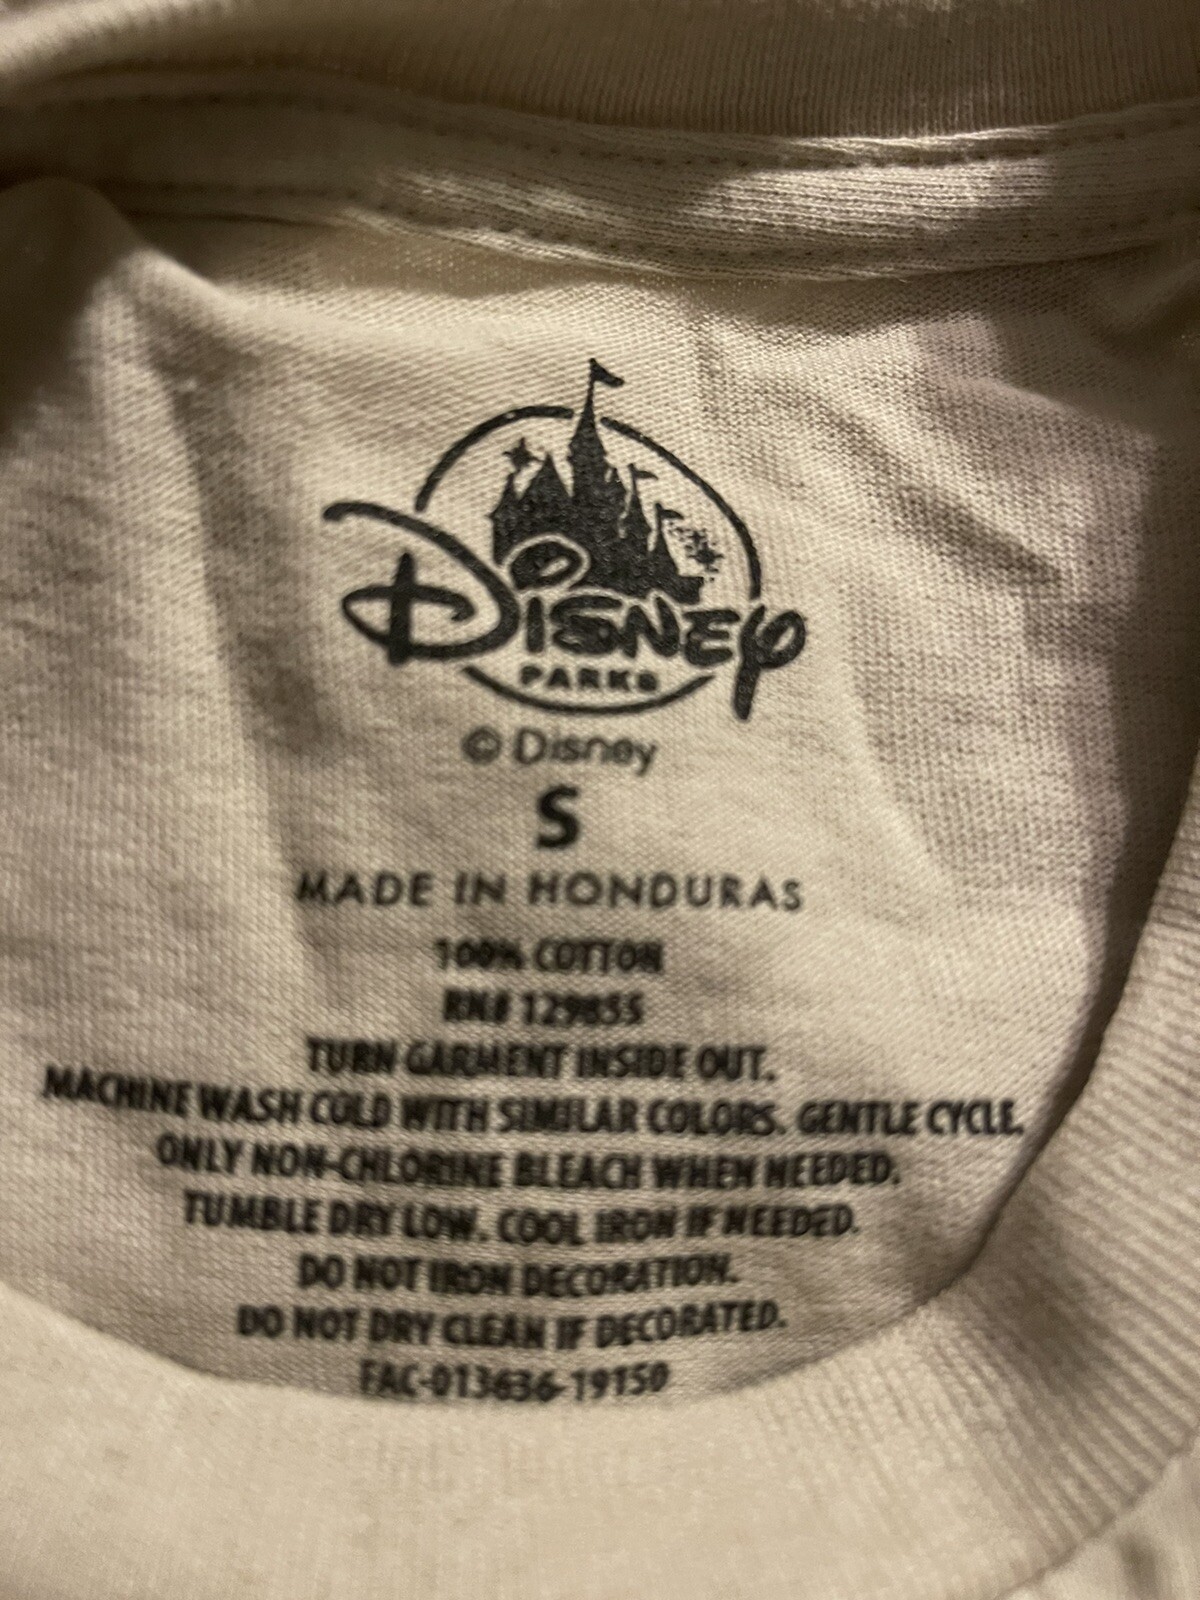 Disney
PARKS
© Disney
S
MADE IN HONDURAS
100% COTTON
RN# 129855
TURN GARMENT INSIDE OUT.
MACHINE WASH COLD WITH SIMILAR COLORS. GENTLE CYCLE.
ONLY NON-CHLORINE BLEACH WHEN NEEDED.
TUMBLE DRY LOW. COOL IRON IF NEEDED.
DO NOT IRON DECORATION.
DO NOT DRY CLEAN IF DECORATED.
FAC-013636-19150